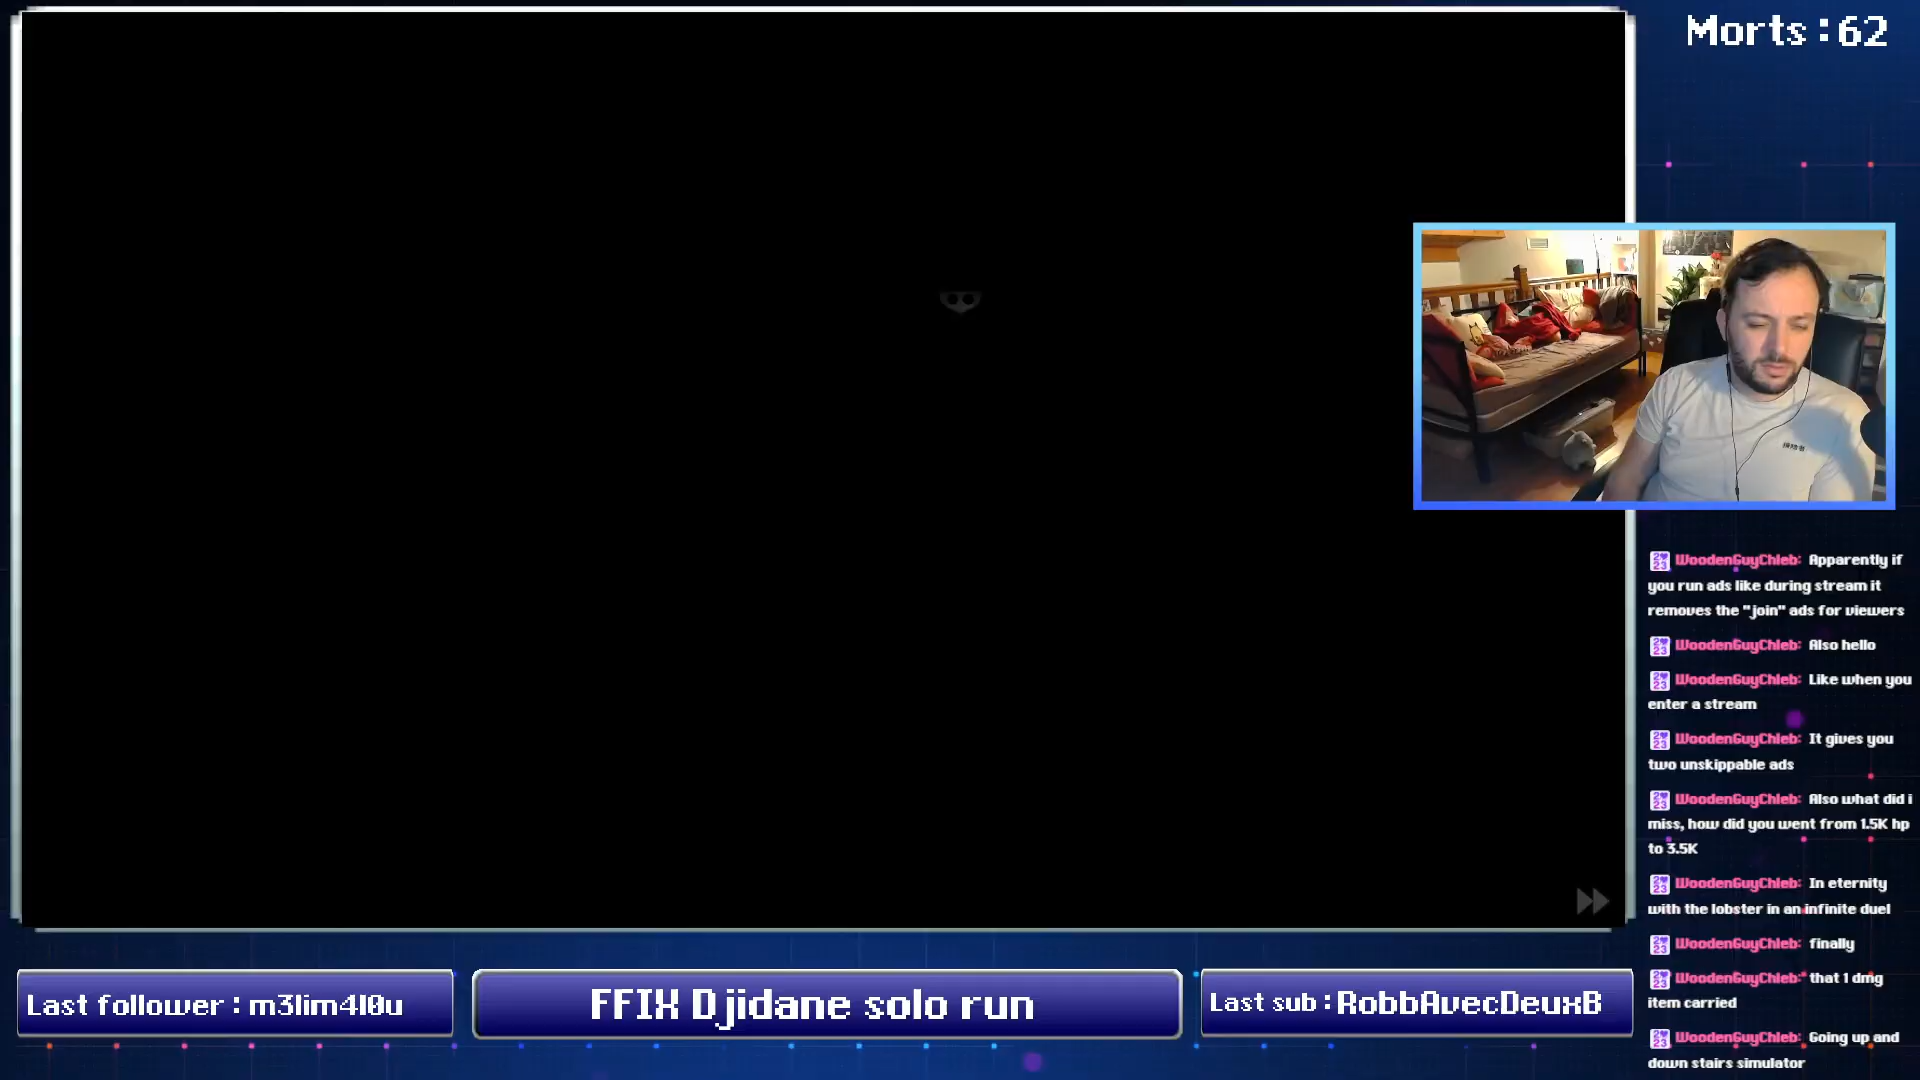 Morts : 62
WoodenGuyChleb: Apparently if
you run ads like during stream it
removes the "join" ads for viewers
WoodenGuyChleb: Also hello
WoodenGuyChleb: Like when you
enter a stream
WoodenGuyChleb: It gives you
two unskippable ads
WoodenGuyChleb: Also what did i
miss, how did you went from 1.5K hp
to 3.5K
WoodenGuyChleb: In eternity
with the lobster in an infinite duel
WoodenGuyChleb: finally
WoodenGuyChleb: that 1 dmg
item carried
WoodenGuyChleb: Going up and
down stairs simulator
Last follower : m3lim4l0u
FFIX Djidane solo run
Last sub : RobbAvecDeuxB